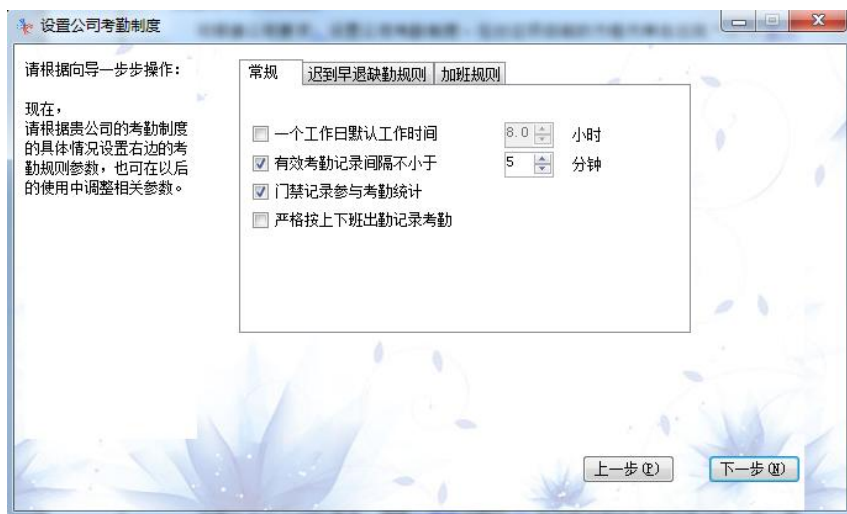 设置公司考勤制度
请根据向导一步步操作：
现在，
请根据贵公司的考勤制度
的具体情况设置右边的考
勤规则参数，也可在以后
的使用中调整相关参数。
常规 迟到早退缺勤规则 加班规则
一个工作日默认工作时间 8.0 小时
有效考勤记录间隔不小于 5 分钟
门禁记录参与考勤统计
严格按上下班出勤记录考勤
上一步(P) 下一步(N)